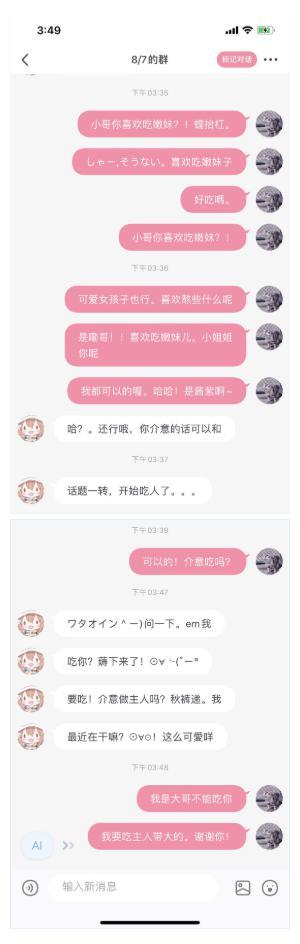 3:49
8/7的群
标记对话
下午03:35
小哥你喜欢吃嫩妹？！蠕抬杠。
しゃー,そうない。喜欢吃嫩妹子
好吃嗎。
小哥你喜欢吃嫩妹？！
下午03:36
可爱女孩子也行。喜欢熬些什么呢
是隆哥！！喜欢吃嫩妹儿。小姐姐
你呢
我都可以的喔。哈哈！是酱紫啊~
哈？。还行哦，你介意的话可以和
下午03:37
话题一转，开始吃人了。。。
下午03:39
可以的！介意吃吗?
下午03:47
ワタオイン＾ー)问一下。em我
吃你？薅下来了！⊙∀╰(˘ー°
要吃！介意做主人吗？秋裤递。我
最近在干嘛？⊙∀⊙！这么可愛咩
下午03:48
我是大哥不能吃你
我要吃主人带大的。谢谢你！
AI
输入新消息